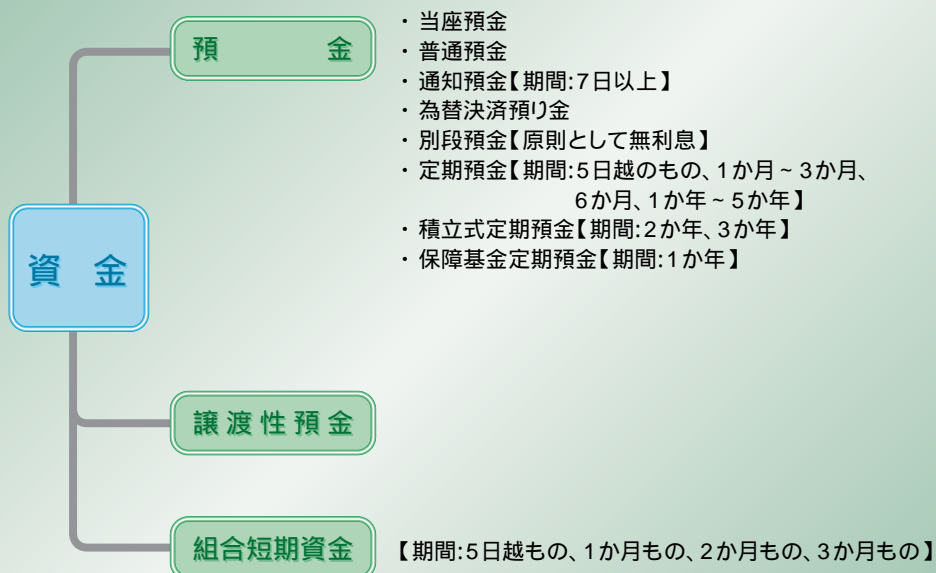 預金
・当座預金
・普通預金
・通知預金【期間:7日以上】
・為替決済預り金
・別段預金【原則として無利息】
・定期預金【期間:5日越のもの、1か月~3か月、
6か月、1か年~5か年】
・積立式定期預金【期間:2か年、3か年】
・保障基金定期預金【期間:1か年】
資金
譲渡性預金
組合短期資金
【期間:5日越もの、1か月もの、2か月もの、3か月もの】